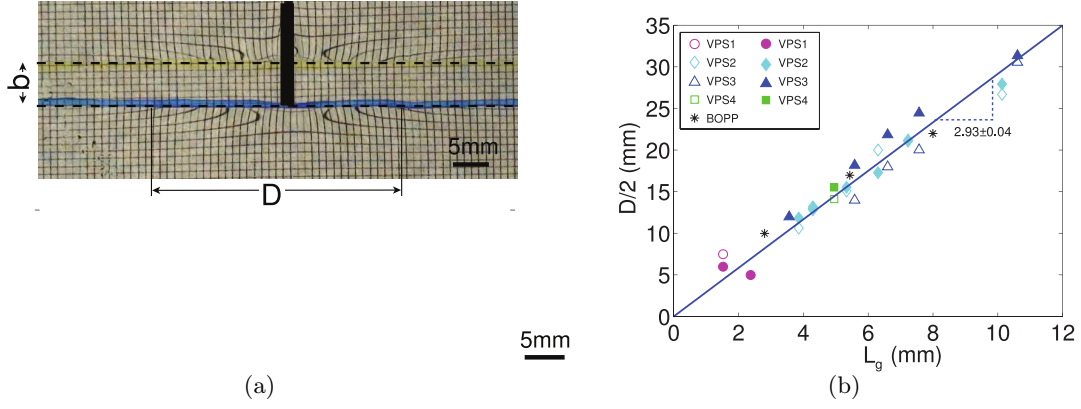 b
5mm
D
5mm
(a)
(b)
35
30
25
20
15
10
5
0
0 2 4 6 8 10 12
D/2 (mm)
Lg (mm)
VPS1 VPS1
VPS2 VPS2
VPS3 VPS3
VPS4 VPS4
BOPP
2.93±0.04